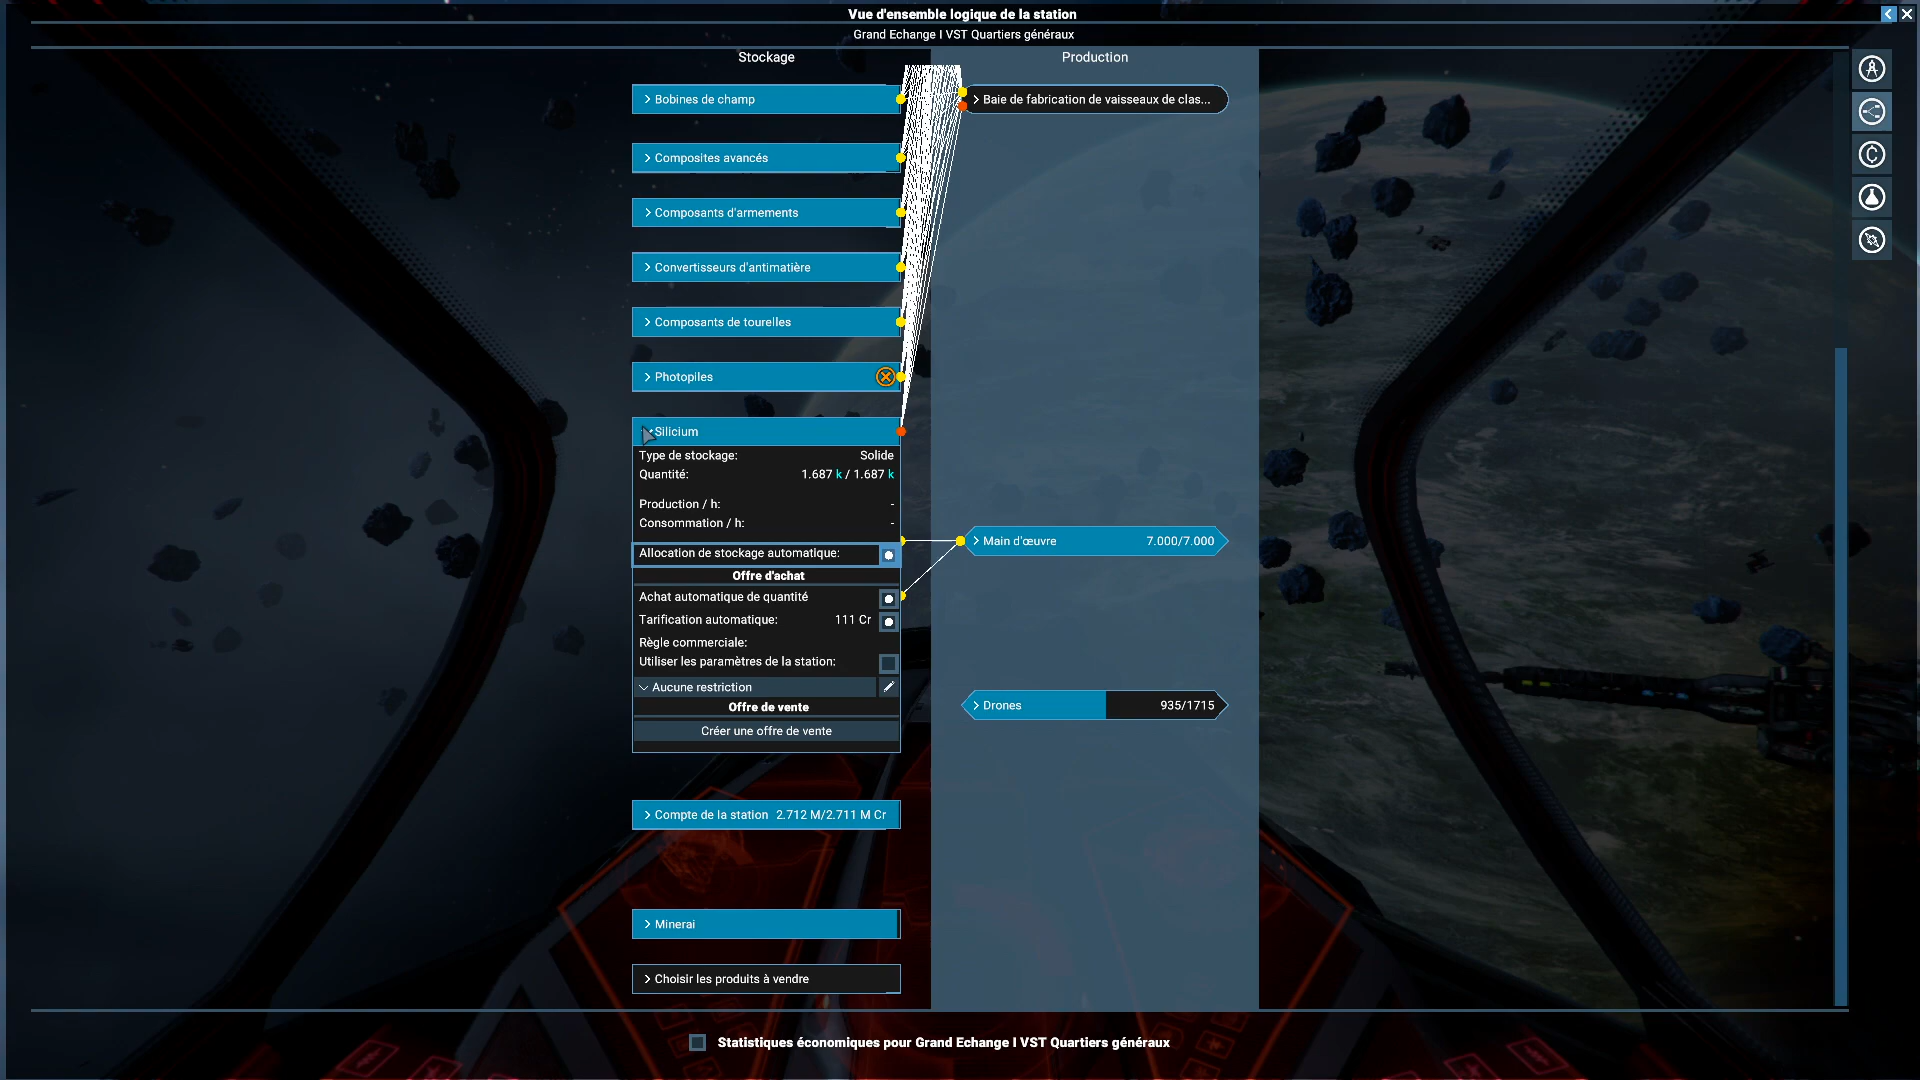 Vue d'ensemble logique de la station
Grand Echange I VST Quartiers généraux
Stockage
Production
Bobines de champ
Baie de fabrication de vaisseaux de clas...
Composites avancés
Composants d'armements
Convertisseurs d'antimatière
Composants de tourelles
Photopiles
Silicium
Type de stockage: Solide
Quantité: 1.687 k / 1.687 k
Production / h: -
Consommation / h: -
Allocation de stockage automatique:
Offre d'achat
Achat automatique de quantité
Tarification automatique: 111 Cr
Règle commerciale:
Utiliser les paramètres de la station:
Aucune restriction
Offre de vente
Créer une offre de vente
Main d'œuvre 7.000/7.000
Drones 935/1715
Compte de la station 2.712 M/2.711 M Cr
Minerai
Choisir les produits à vendre
Statistiques économiques pour Grand Echange I VST Quartiers généraux